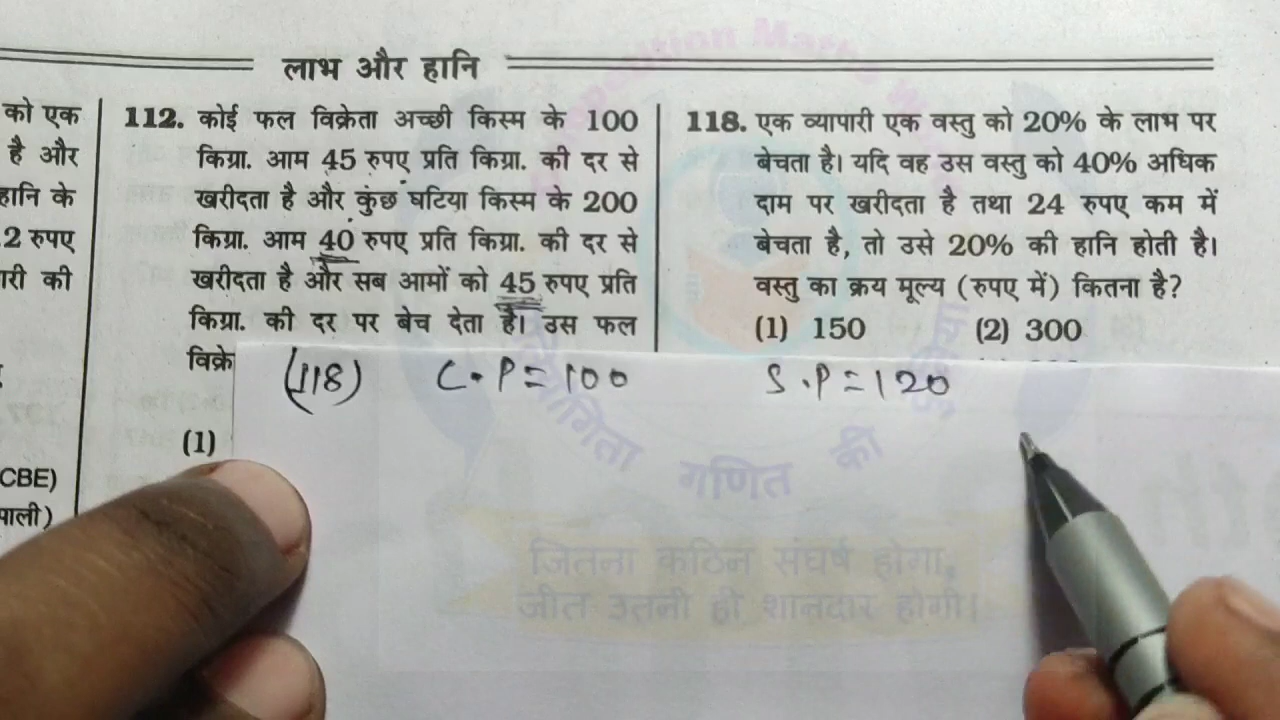 लाभ और हानि
को एक
है और
हानि के
2 रुपए
ारी की
CBE)
पाली)
112. कोई फल विक्रेता अच्छी किस्म के 100
किग्रा. आम 45 रुपए प्रति किग्रा. की दर से
खरीदता है और कुंछ घटिया किस्म के 200
किग्रा. आम 40 रुपए प्रति किग्रा. की दर से
खरीदता है और सब आमों को 45 रुपए प्रति
किग्रा. की दर पर बेच देता है। उस फल
विक्रे
(1)
118. एक व्यापारी एक वस्तु को 20% के लाभ पर
बेचता है। यदि वह उस वस्तु को 40% अधिक
दाम पर खरीदता है तथा 24 रुपए कम में
बेचता है, तो उसे 20% की हानि होती है।
वस्तु का क्रय मूल्य (रुपए में) कितना है?
(1) 150 (2) 300
(118) C.P=100 S.P=120
प्रतियोगिता गणित की
जितना कठिन संघर्ष होगा,
जीत उतनी ही शानदार होगी।